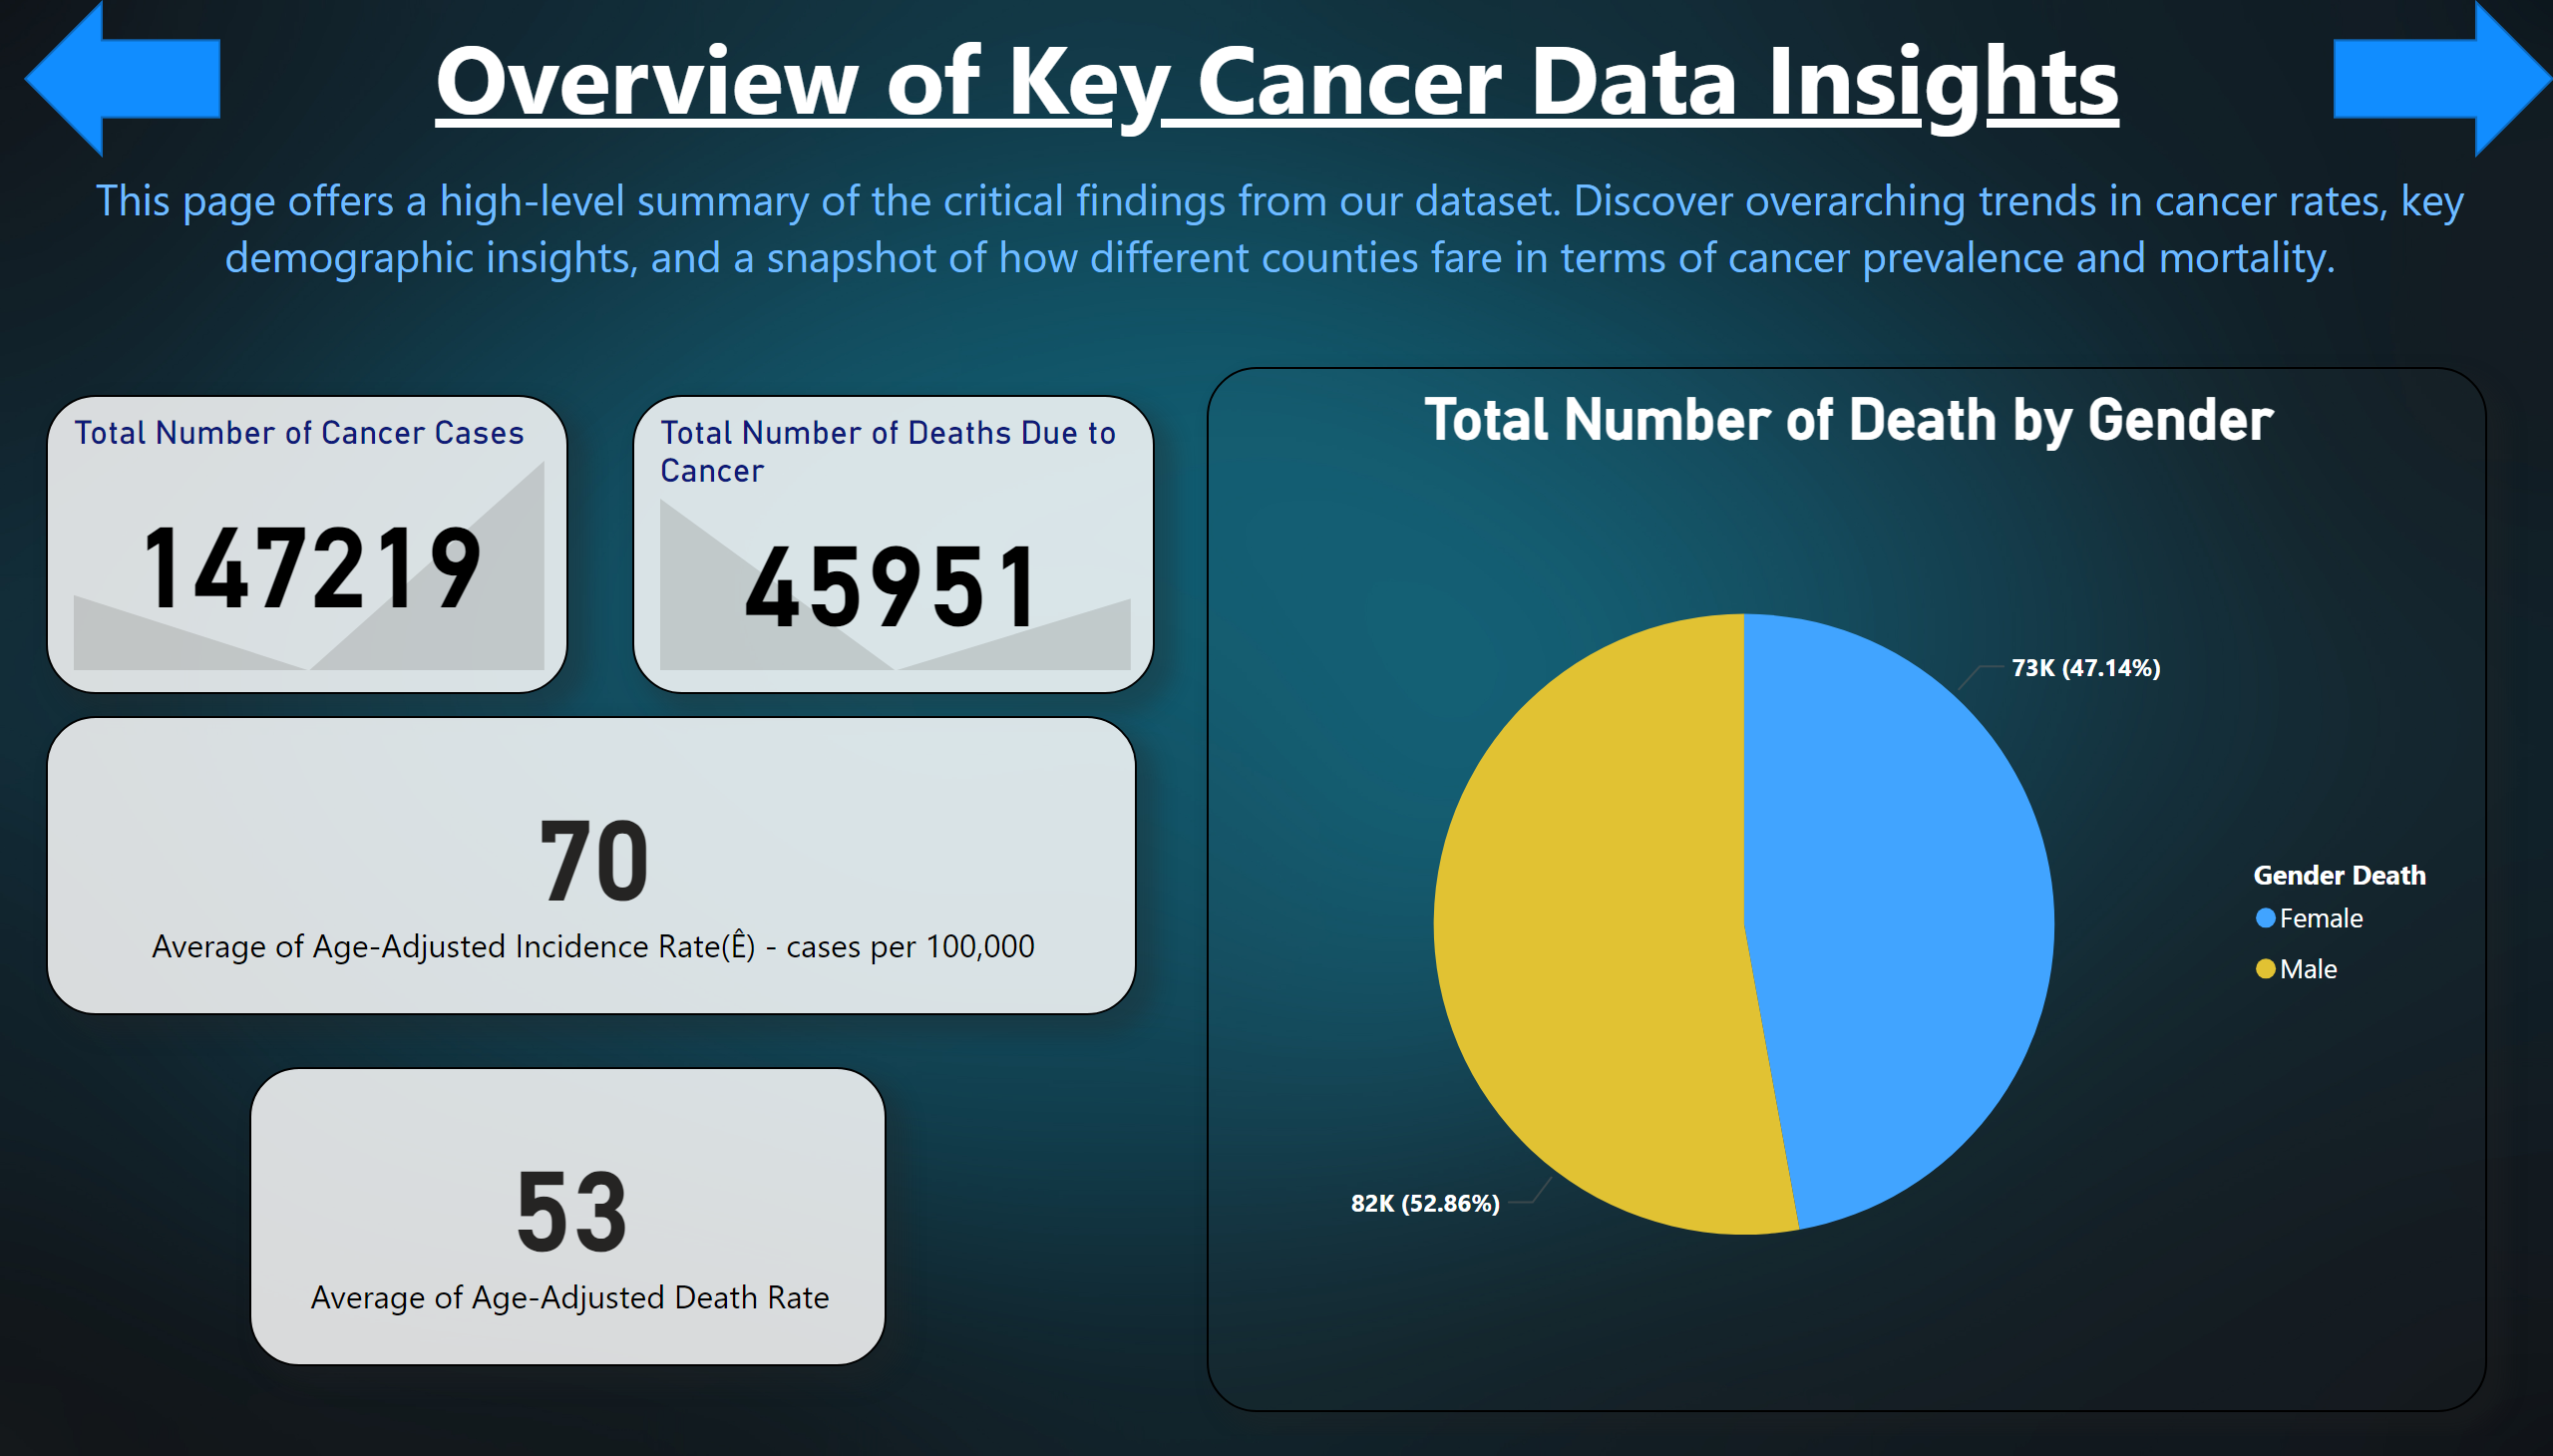 Overview of Key Cancer Data Insights
This page offers a high-level summary of the critical findings from our dataset. Discover overarching trends in cancer rates, key
demographic insights, and a snapshot of how different counties fare in terms of cancer prevalence and mortality.
Total Number of Cancer Cases
147219
Total Number of Deaths Due to
Cancer
45951
70
Average of Age-Adjusted Incidence Rate(Ê) - cases per 100,000
53
Average of Age-Adjusted Death Rate
Total Number of Death by Gender
73K (47.14%)
82K (52.86%)
Gender Death
Female
Male